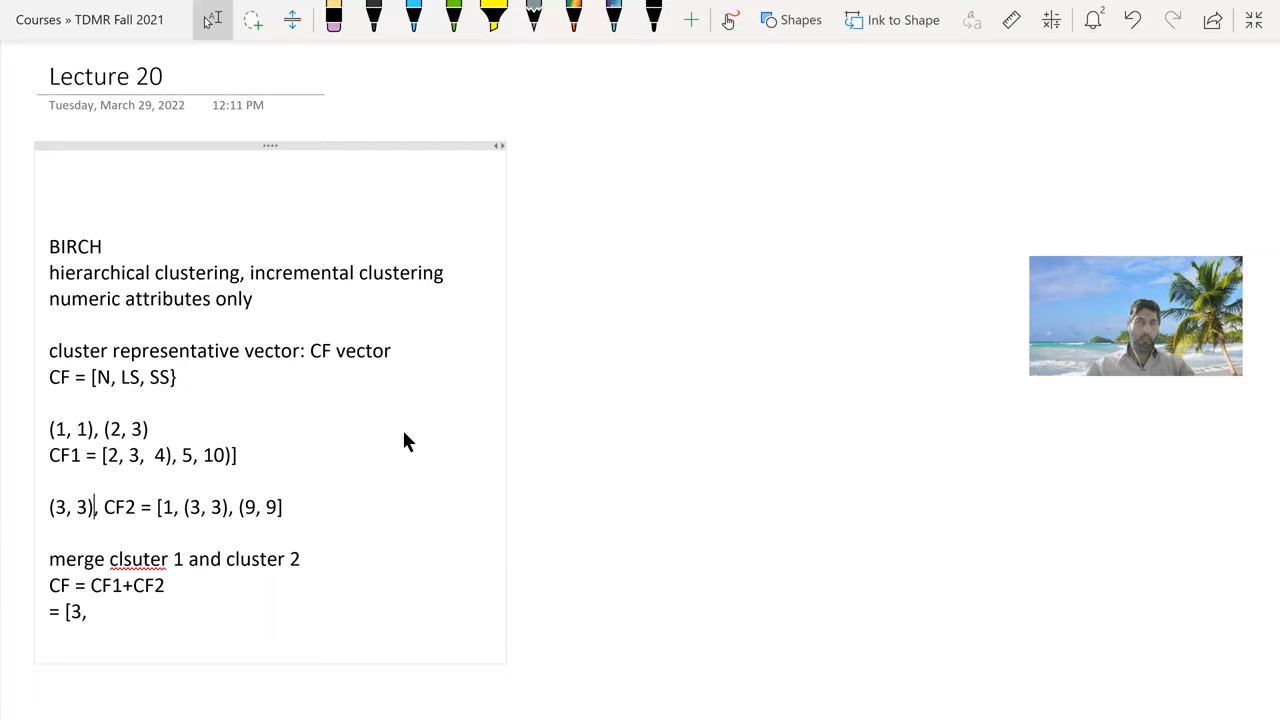 Courses » TDMR Fall 2021
Shapes
Ink to Shape
2
Lecture 20
Tuesday, March 29, 2022 12:11 PM
BIRCH
hierarchical clustering, incremental clustering
numeric attributes only
cluster representative vector: CF vector
CF = [N, LS, SS}
(1, 1), (2, 3)
CF1 = [2, 3,  4), 5, 10)]
(3, 3), CF2 = [1, (3, 3), (9, 9]
merge clsuter 1 and cluster 2
CF = CF1+CF2
= [3,